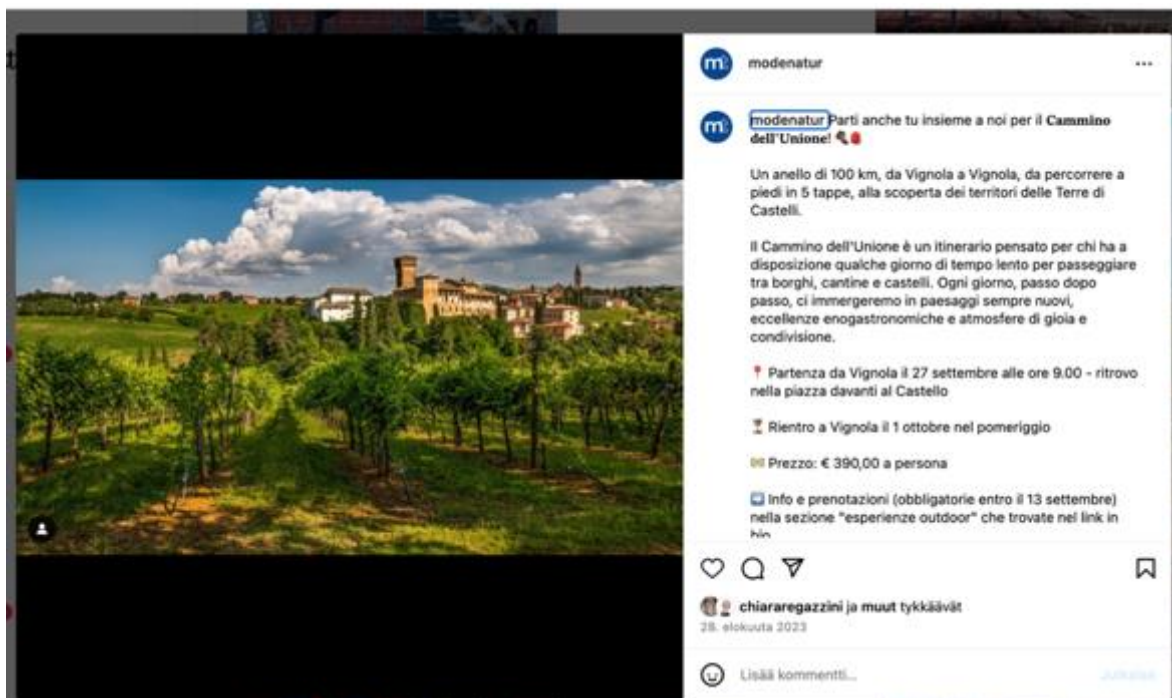 modenatur
modenatur Parti anche tu insieme a noi per il Cammino
dell'Unione!
Un anello di 100 km, da Vignola a Vignola, da percorrere a
piedi in 5 tappe, alla scoperta dei territori delle Terre di
Castelli.
Il Cammino dell'Unione è un itinerario pensato per chi ha a
disposizione qualche giorno di tempo lento per passeggiare
tra borghi, cantine e castelli. Ogni giorno, passo dopo
passo, ci immergeremo in paesaggi sempre nuovi,
eccellenze enogastronomiche e atmosfere di gioia e
condivisione.
📍 Partenza da Vignola il 27 settembre alle ore 9.00 - ritrovo
nella piazza davanti al Castello
⏳ Rientro a Vignola il 1 ottobre nel pomeriggio
Prezzo: € 390,00 a persona
➡️ Info e prenotazioni (obbligatorie entro il 13 settembre)
nella sezione "esperienze outdoor" che trovate nel link in
bio
chiararegazzini ja muut tykkäävät
28. elokuuta 2023
Lisää kommentti...
Julkaise